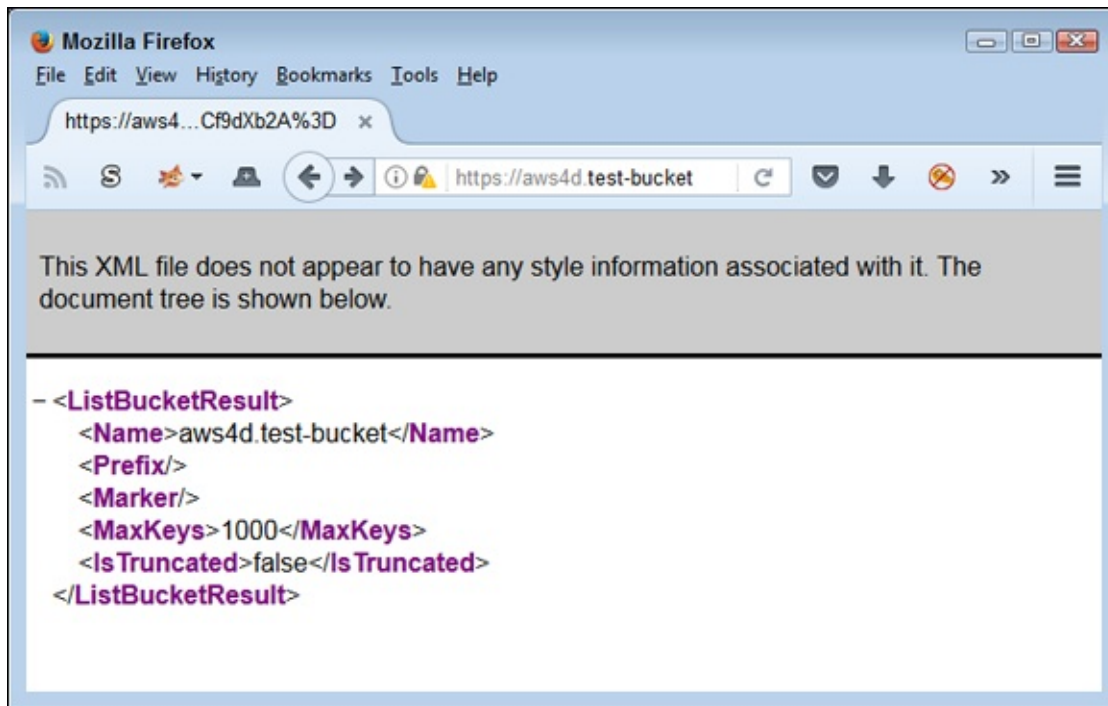 Mozilla Firefox
File Edit View History Bookmarks Tools Help
https://aws4...Cf9dXb2A%3D
https://aws4d.test-bucket
This XML file does not appear to have any style information associated with it. The
document tree is shown below.
– <ListBucketResult>
<Name>aws4d.test-bucket</Name>
<Prefix/>
<Marker/>
<MaxKeys>1000</MaxKeys>
<IsTruncated>false</IsTruncated>
</ListBucketResult>